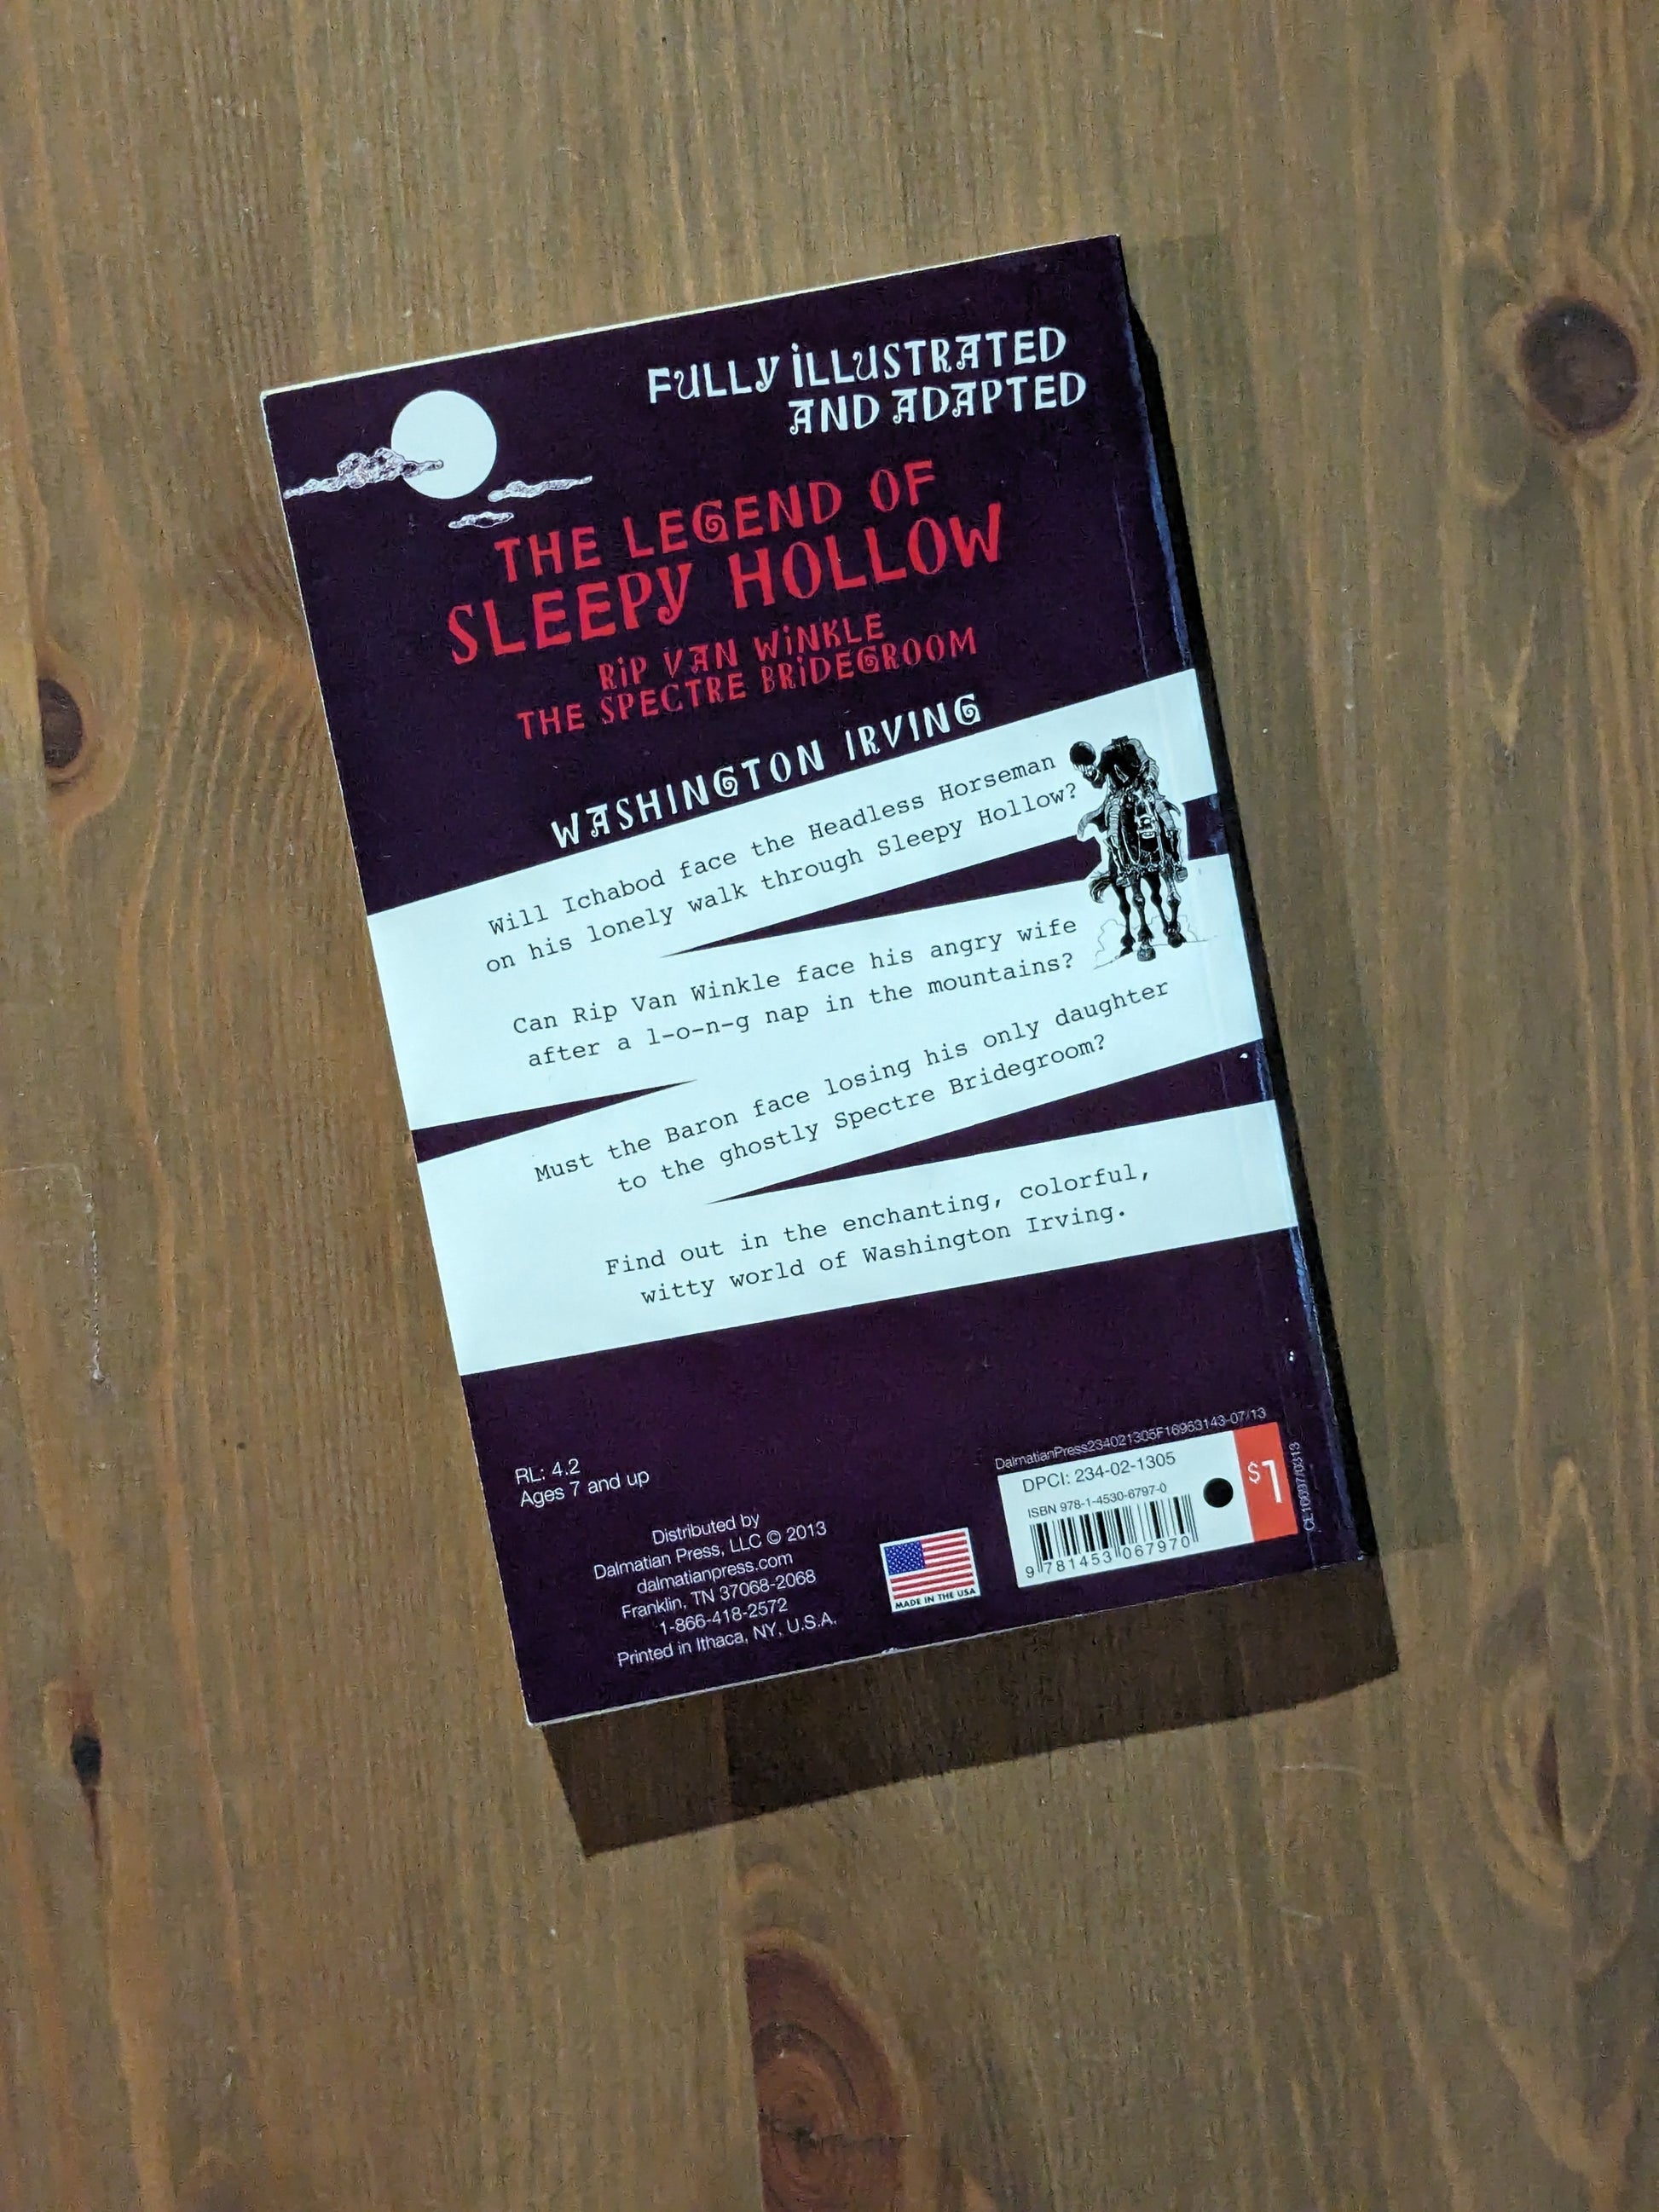 FULLY iLLUSTRATED
AND ADAPTED
THE LEGEND OF
SLEEPY HOLLOW
RiP VAN WiNKLE
THE SPECTRE BRiDEGROOM
WASHINGTON IRVING
Will Ichabod face the Headless Horseman
on his lonely walk through Sleepy Hollow?
Can Rip Van Winkle face his angry wife
after a l-o-n-g nap in the mountains?
Must the Baron face losing his only daughter
to the ghostly Spectre Bridegroom?
Find out in the enchanting, colorful,
witty world of Washington Irving.
RL: 4.2
Ages 7 and up
Distributed by
Dalmatian Press, LLC © 2013
dalmatianpress.com
Franklin, TN 37068-2068
1-866-418-2572
Printed in Ithaca, NY, U.S.A.
MADE IN THE USA
DalmatianPress234021305F16953143-07/13
DPCI: 234-02-1305
ISBN 978-1-4530-6797-0
9 781453 067970
$1
CE16697/0313